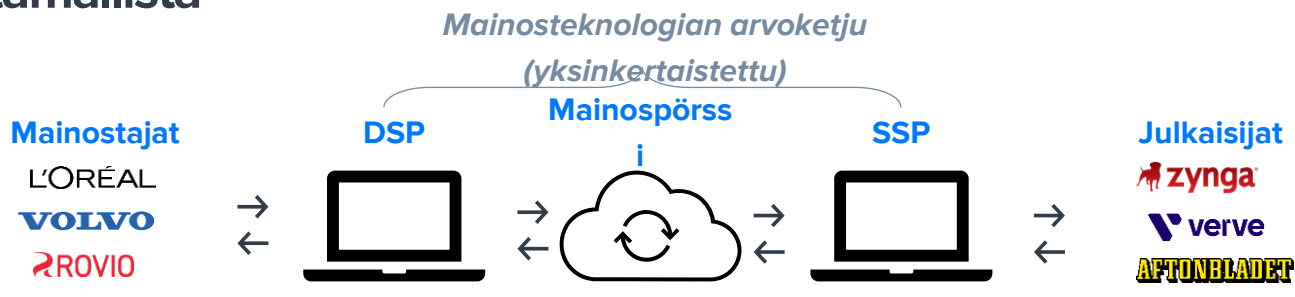 Mainosteknologian arvoketju
(yksinkertaistettu)
Mainostajat
DSP
Mainospörss
i
SSP
Julkaisijat
L'ORÉAL
VOLVO
ROVIO
zynga
verve
AFTONBLADET